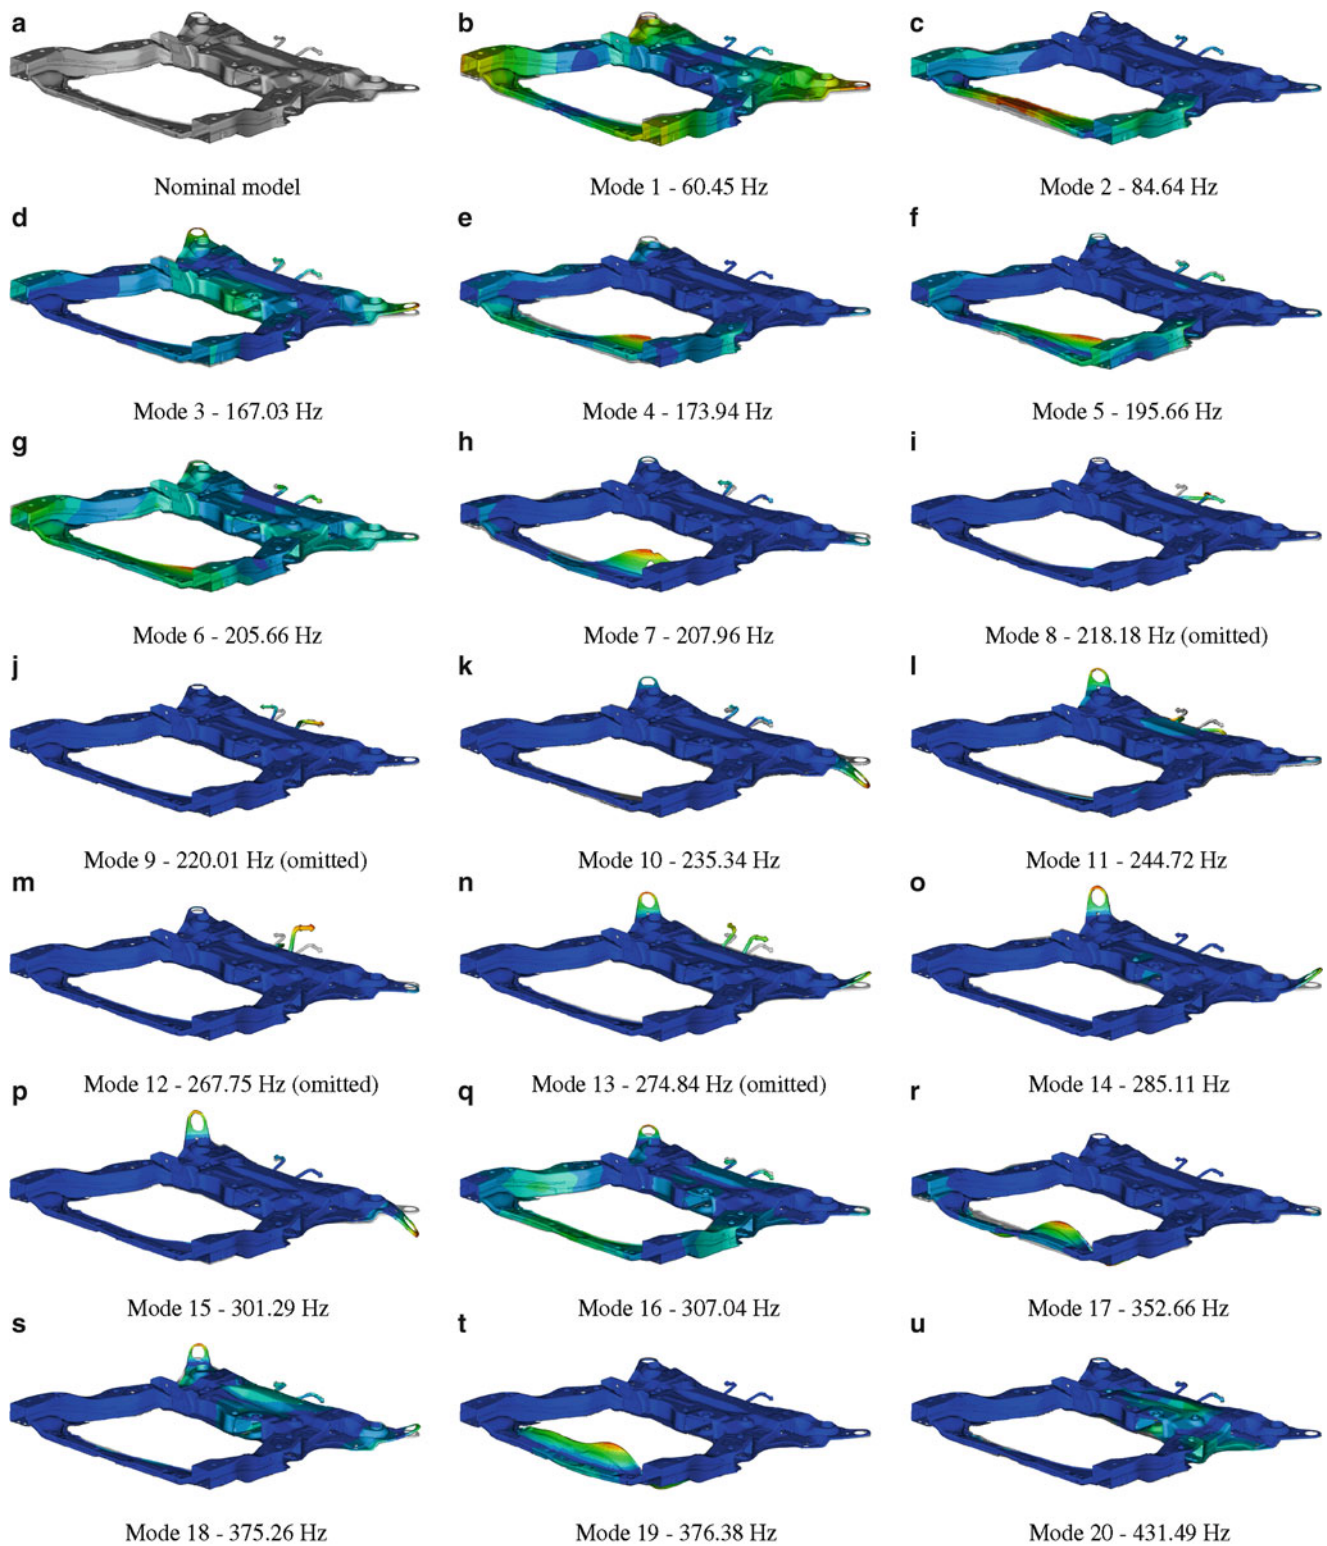 a
b
c
Nominal model
Mode 1 - 60.45 Hz
Mode 2 - 84.64 Hz
d
e
f
Mode 3 - 167.03 Hz
Mode 4 - 173.94 Hz
Mode 5 - 195.66 Hz
g
h
i
Mode 6 - 205.66 Hz
Mode 7 - 207.96 Hz
Mode 8 - 218.18 Hz (omitted)
j
k
l
Mode 9 - 220.01 Hz (omitted)
Mode 10 - 235.34 Hz
Mode 11 - 244.72 Hz
m
n
o
Mode 12 - 267.75 Hz (omitted)
Mode 13 - 274.84 Hz (omitted)
Mode 14 - 285.11 Hz
p
q
r
Mode 15 - 301.29 Hz
Mode 16 - 307.04 Hz
Mode 17 - 352.66 Hz
s
t
u
Mode 18 - 375.26 Hz
Mode 19 - 376.38 Hz
Mode 20 - 431.49 Hz